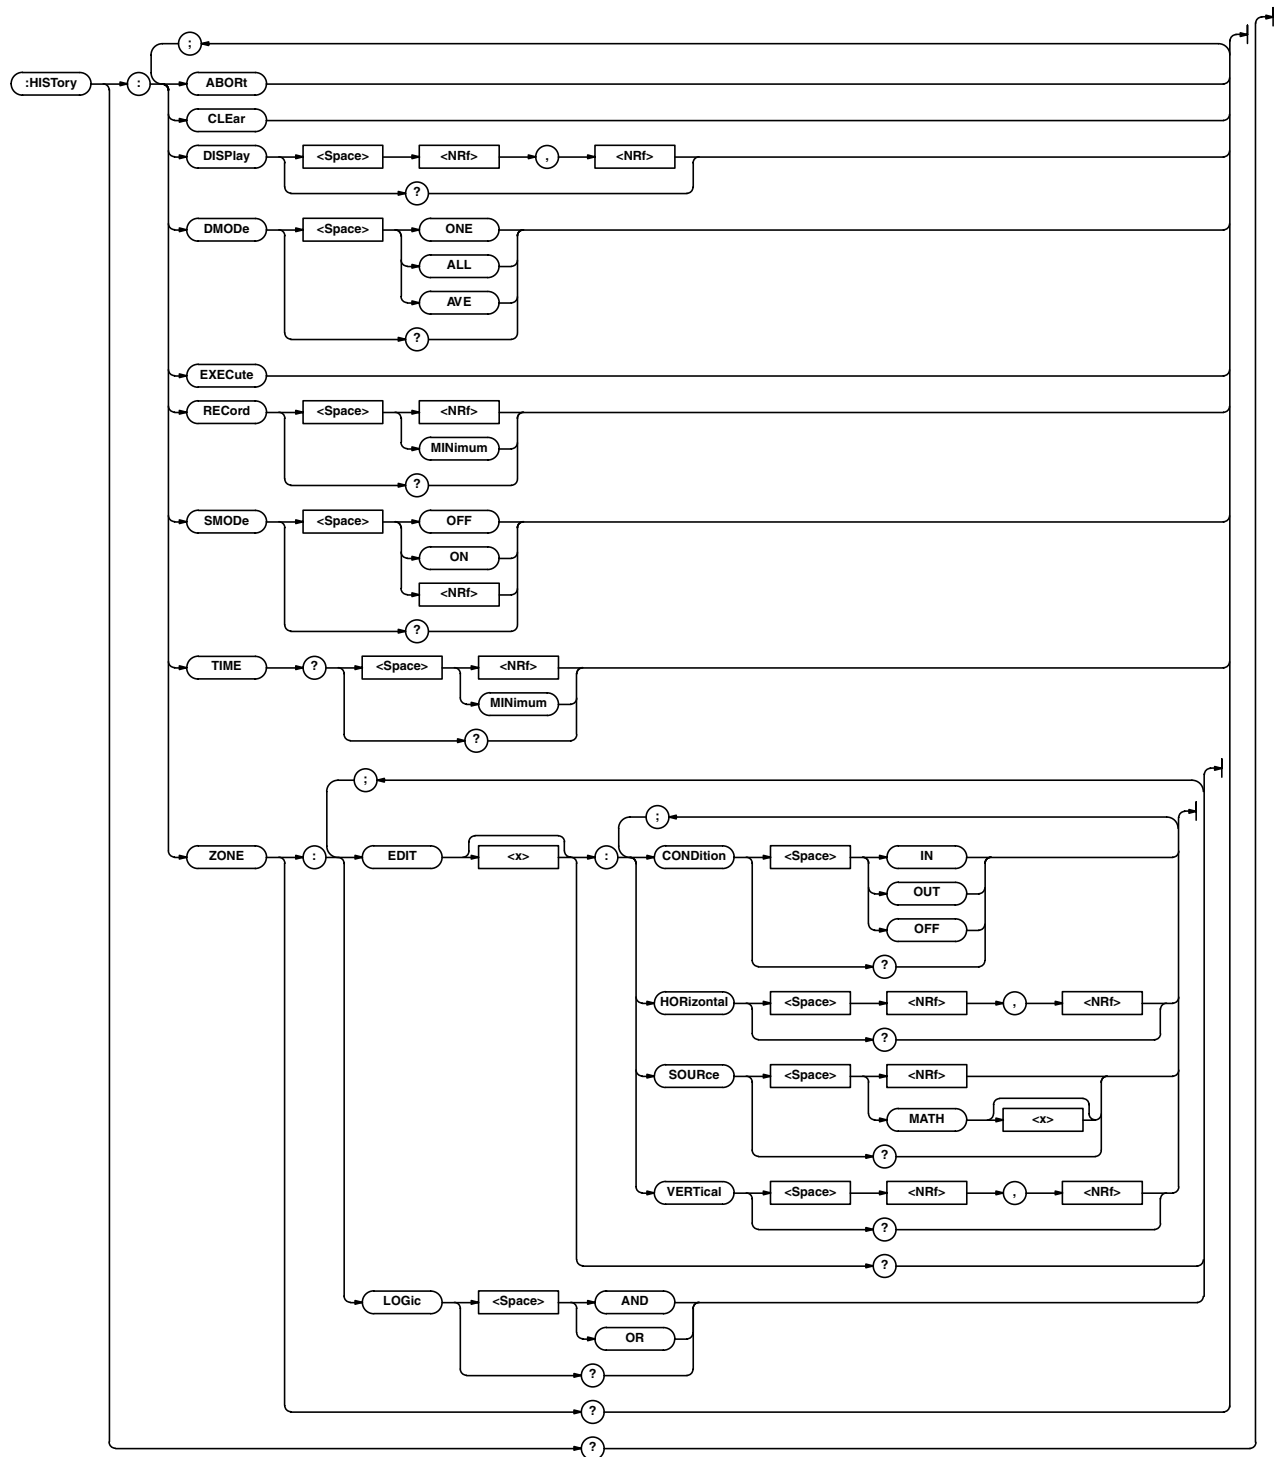 ;
:HISTory : ABORt
CLEar
DISPlay <Space> <NRf> , <NRf>
?
DMODe <Space> ONE
ALL
AVE
?
EXECute
RECord <Space> <NRf>
MINimum
?
SMODe <Space> OFF
ON
<NRf>
?
TIME ? <Space> <NRf>
MINimum
?
;
;
ZONE : EDIT <x> : CONDition <Space> IN
OUT
OFF
?
HORizontal <Space> <NRf> , <NRf>
?
SOURce <Space> <NRf>
MATH <x>
?
VERTical <Space> <NRf> , <NRf>
?
?
LOGic <Space> AND
OR
?
?
?